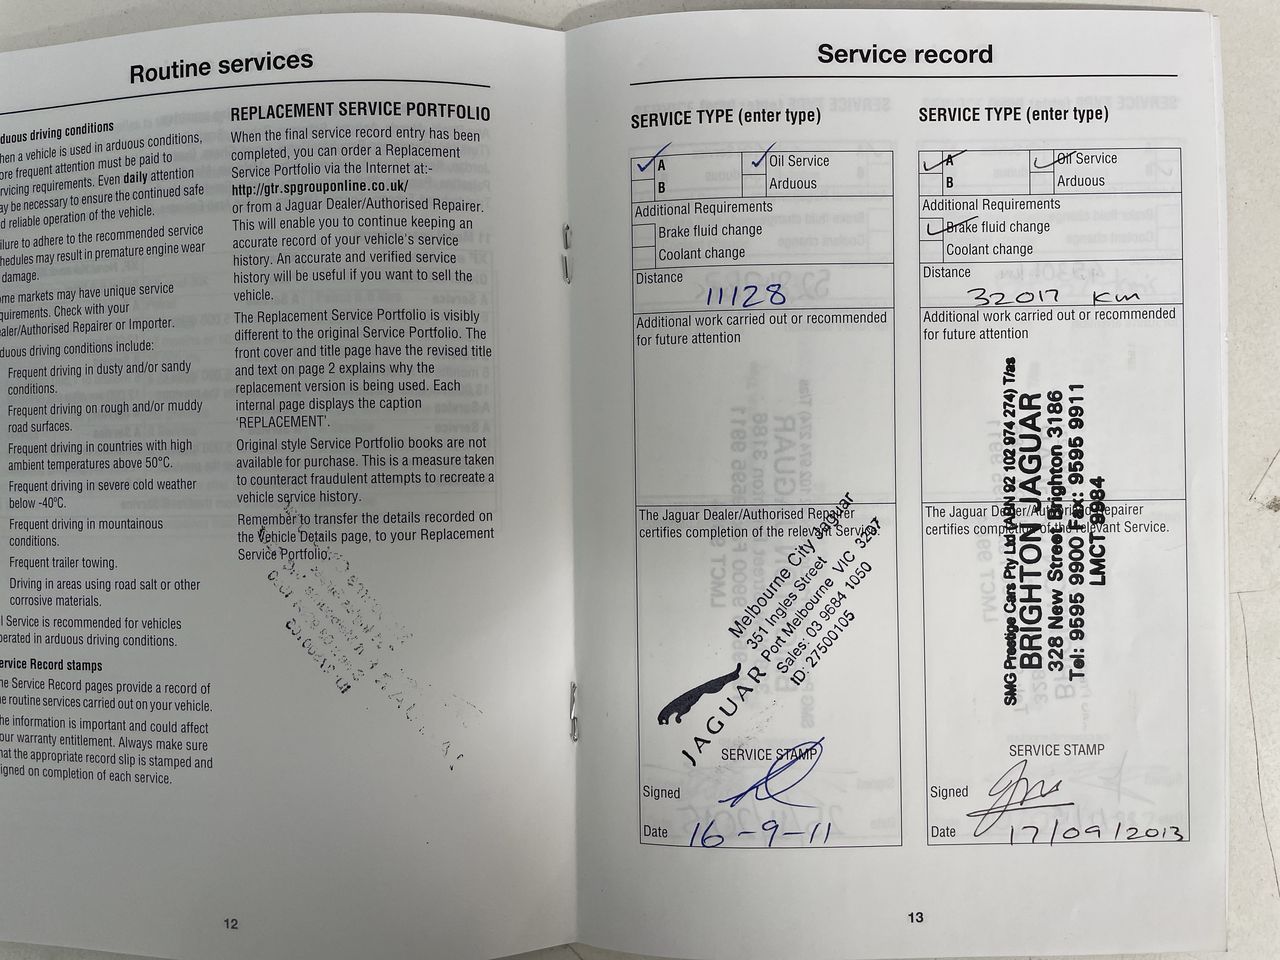 Routine services
duous driving conditions
hen a vehicle is used in arduous conditions,
ore frequent attention must be paid to
rvicing requirements. Even daily attention
ay be necessary to ensure the continued safe
d reliable operation of the vehicle.
ilure to adhere to the recommended service
hedules may result in premature engine wear
damage.
ome markets may have unique service
quirements. Check with your
ealer/Authorised Repairer or Importer.
duous driving conditions include:
Frequent driving in dusty and/or sandy
conditions.
Frequent driving on rough and/or muddy
road surfaces.
Frequent driving in countries with high
ambient temperatures above 50°C.
Frequent driving in severe cold weather
below -40°C.
Frequent driving in mountainous
conditions.
Frequent trailer towing.
Driving in areas using road salt or other
corrosive materials.
l Service is recommended for vehicles
erated in arduous driving conditions.
ervice Record stamps
he Service Record pages provide a record of
e routine services carried out on your vehicle.
he information is important and could affect
our warranty entitlement. Always make sure
hat the appropriate record slip is stamped and
igned on completion of each service.
REPLACEMENT SERVICE PORTFOLIO
When the final service record entry has been
completed, you can order a Replacement
Service Portfolio via the Internet at:-
http://gtr.spgrouponline.co.uk/
or from a Jaguar Dealer/Authorised Repairer.
This will enable you to continue keeping an
accurate record of your vehicle's service
history. An accurate and verified service
history will be useful if you want to sell the
vehicle.
The Replacement Service Portfolio is visibly
different to the original Service Portfolio. The
front cover and title page have the revised title
and text on page 2 explains why the
replacement version is being used. Each
internal page displays the caption
'REPLACEMENT'.
Original style Service Portfolio books are not
available for purchase. This is a measure taken
to counteract fraudulent attempts to recreate a
vehicle service history.
Remember to transfer the details recorded on
the Vehicle Details page, to your Replacement
Service Portfolio.
12
Service record
SERVICE TYPE (enter type)
A
Oil Service
B
Arduous
Additional Requirements
Brake fluid change
Coolant change
Distance
11128
Additional work carried out or recommended
for future attention
The Jaguar Dealer/Authorised Repairer
certifies completion of the relevant Service.
Melbourne City Jaguar
351 Ingles Street
Port Melbourne VIC 3207
Sales: 03 9684 1050
ID: 27500105
JAGUAR
SERVICE STAMP
Signed
Date 16-9-11
SERVICE TYPE (enter type)
A
Oil Service
B
Arduous
Additional Requirements
Brake fluid change
Coolant change
Distance
32017 Km
Additional work carried out or recommended
for future attention
The Jaguar Dealer/Authorised Repairer
certifies completion of the relevant Service.
SMG Prestige Cars Pty Ltd (ABN 92 102 974 274) T/as
BRIGHTON JAGUAR
328 New Street Brighton 3186
Tel: 9595 9900 Fax: 9595 9911
LMCT 9984
SERVICE STAMP
Signed
Date 17/09/2013
13